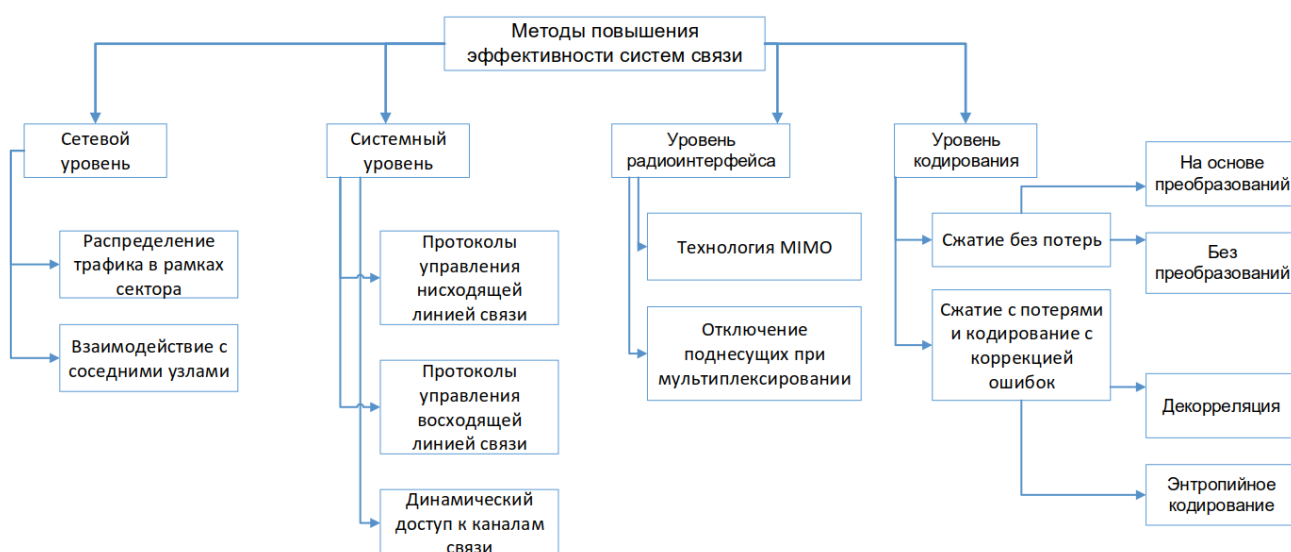 Методы повышения
эффективности систем связи
Сетевой
уровень
Распределение
трафика в рамках
сектора
Взаимодействие с
соседними узлами
Системный
уровень
Протоколы
управления
нисходящей
линией связи
Протоколы
управления
восходящей
линией связи
Динамический
доступ к каналам
связи
Уровень
радиоинтерфейса
Технология MIMO
Отключение
поднесущих при
мультиплексировании
Уровень
кодирования
Сжатие без потерь
На основе
преобразований
Без
преобразований
Сжатие с потерями
и кодирование с
коррекцией
ошибок
Декорреляция
Энтропийное
кодирование